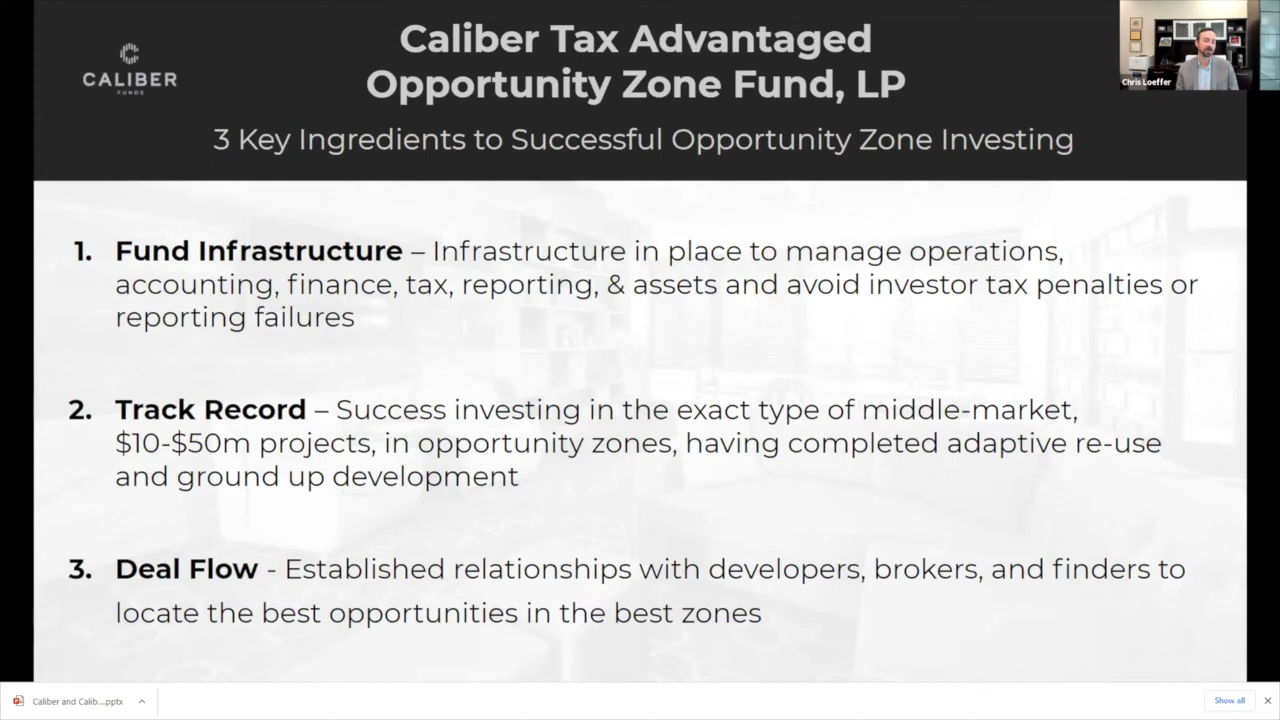 CALIBER
FUNDS
Caliber Tax Advantaged
Opportunity Zone Fund, LP
3 Key Ingredients to Successful Opportunity Zone Investing
Chris Loeffer
1. Fund Infrastructure – Infrastructure in place to manage operations,
accounting, finance, tax, reporting, & assets and avoid investor tax penalties or
reporting failures
2. Track Record – Success investing in the exact type of middle-market,
$10-$50m projects, in opportunity zones, having completed adaptive re-use
and ground up development
3. Deal Flow - Established relationships with developers, brokers, and finders to
locate the best opportunities in the best zones
Caliber and Calib....pptx
Show all